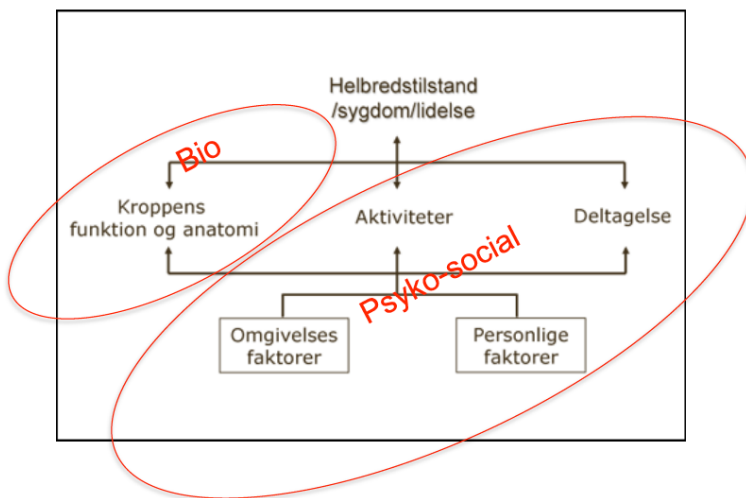 Helbredstilstand
/sygdom/lidelse
Bio
Kroppens
funktion og anatomi
Aktiviteter
Deltagelse
Psyko-social
Omgivelses
faktorer
Personlige
faktorer